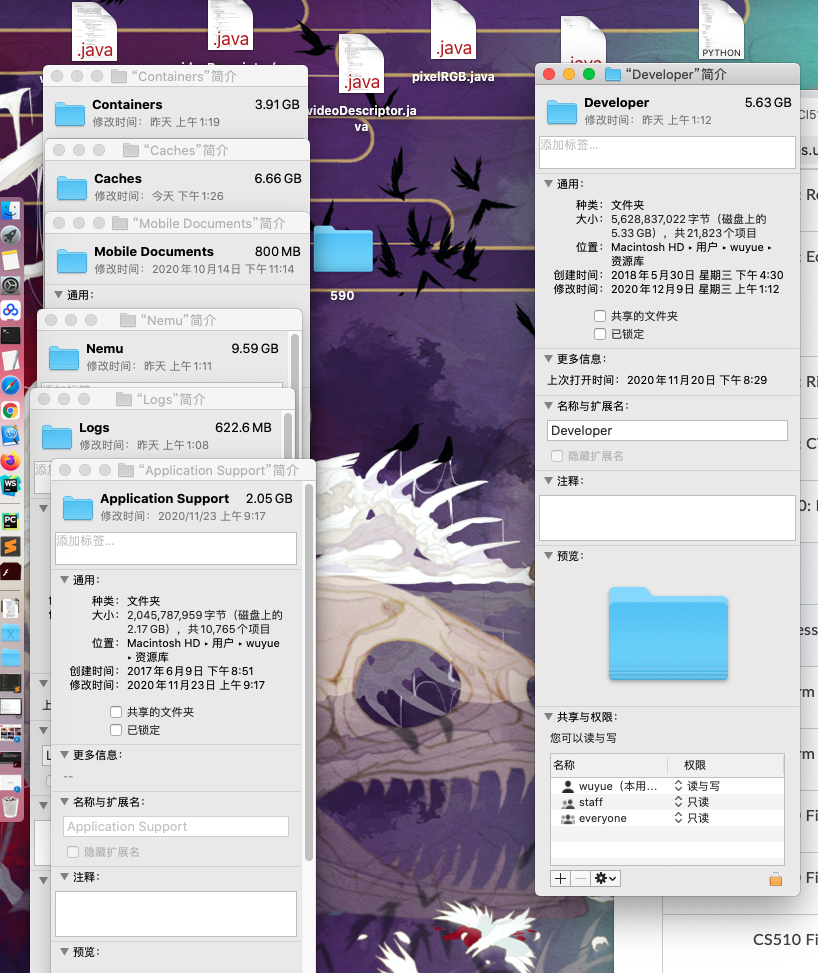 .java
.java
.java
.java
.java
PYTHON
pixelRGB.java
videoDescriptor.ja
va
590
“Containers”简介
Containers 3.91 GB
修改时间： 昨天 上午1:19
“Caches”简介
Caches 6.66 GB
修改时间： 今天 下午1:26
“Mobile Documents”简介
Mobile Documents 800 MB
修改时间： 2020年10月14日 下午11:14
通用：
“Nemu”简介
Nemu 9.59 GB
修改时间： 昨天 上午1:11
“Logs”简介
Logs 622.6 MB
修改时间： 昨天 上午1:08
“Application Support”简介
Application Support 2.05 GB
修改时间： 2020/11/23 上午9:17
添加标签...
通用：
种类： 文件夹
大小： 2,045,787,959 字节（磁盘上的
2.17 GB），共10,765个项目
位置： Macintosh HD ▸ 用户 ▸ wuyue
▸ 资源库
创建时间： 2017年6月9日 下午8:51
修改时间： 2020年11月23日 上午9:17
共享的文件夹
已锁定
更多信息：
--
名称与扩展名：
Application Support
隐藏扩展名
注释：
预览：
“Developer”简介
Developer 5.63 GB
修改时间： 昨天 上午1:12
添加标签...
通用：
种类： 文件夹
大小： 5,628,837,022 字节（磁盘上的
5.33 GB），共21,823个项目
位置： Macintosh HD ▸ 用户 ▸ wuyue ▸
资源库
创建时间： 2018年5月30日 星期三 下午4:30
修改时间： 2020年12月9日 星期三 上午1:12
共享的文件夹
已锁定
更多信息：
上次打开时间： 2020年11月20日 下午8:29
名称与扩展名：
Developer
隐藏扩展名
注释：
预览：
共享与权限：
您可以读与写
名称 权限
wuyue（本用... 读与写
staff 只读
everyone 只读
CS510 Fi